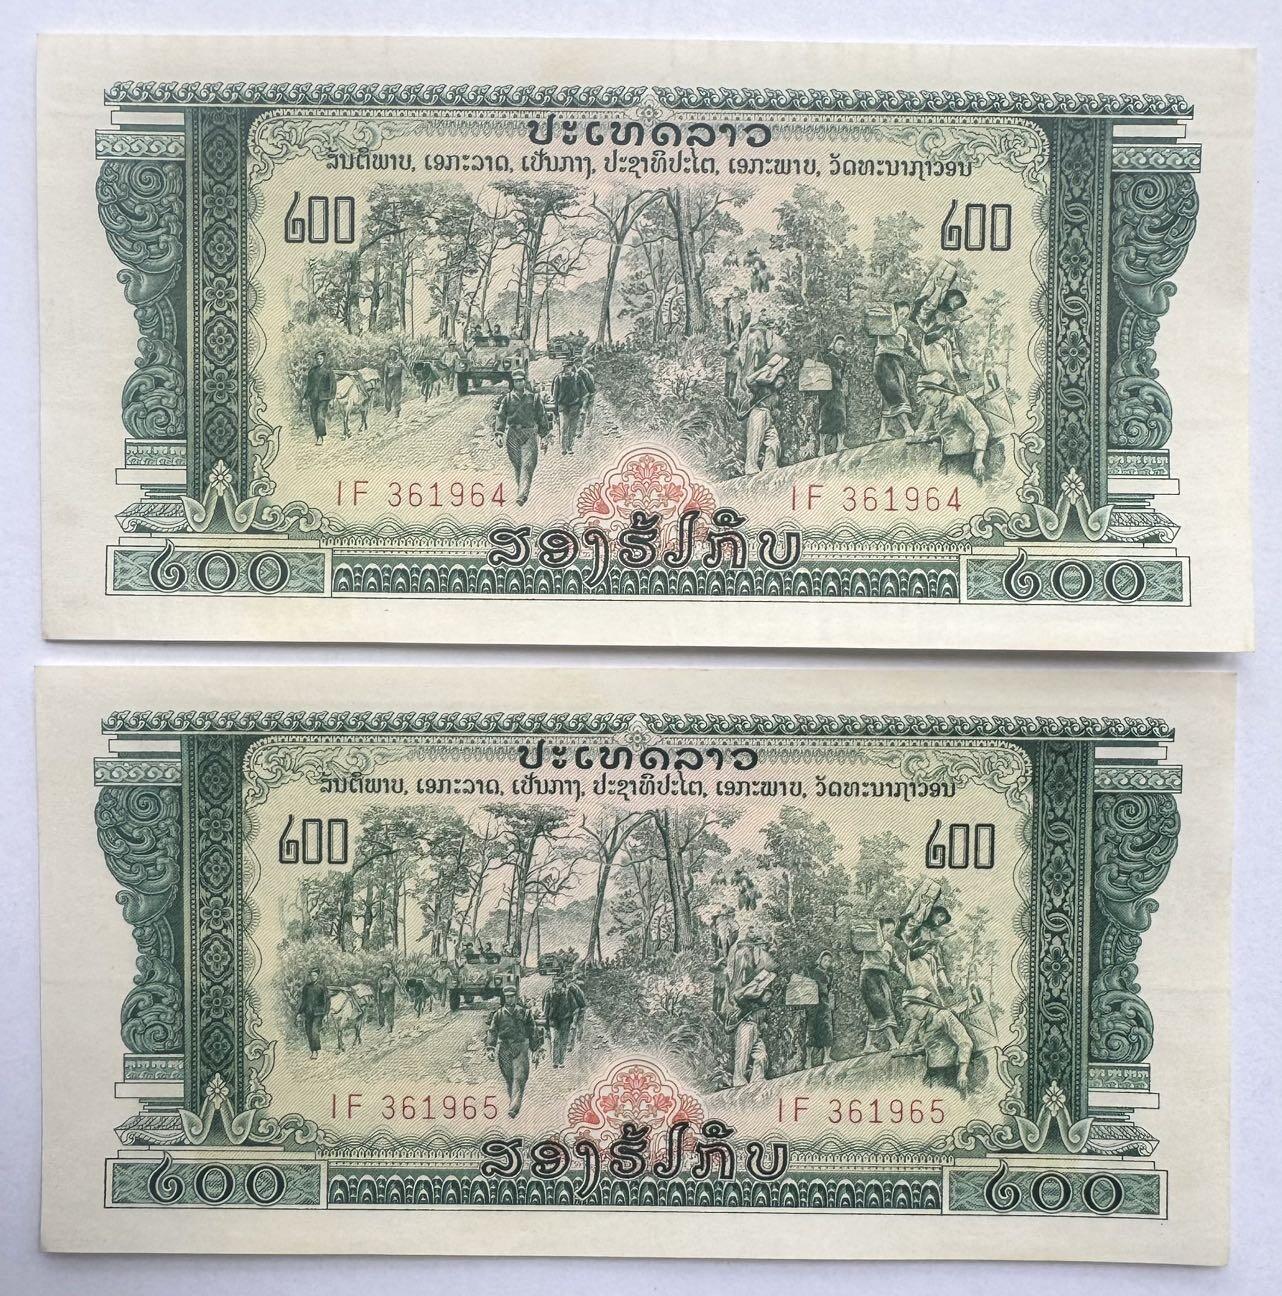 ປະເທດລາວ
ສັນຕິພາບ, ເອກະລາດ, ເປັນກາງ, ປະຊາທິປະໄຕ, ເອກະພາບ, ວັດທະນາຖາວອນ
໒໐໐ ໒໐໐
IF 361964 IF 361964
ສອງຮ້ອຍກີບ
໒໐໐ ໒໐໐
ປະເທດລາວ
ສັນຕິພາບ, ເອກະລາດ, ເປັນກາງ, ປະຊາທິປະໄຕ, ເອກະພາບ, ວັດທະນາຖາວອນ
໒໐໐ ໒໐໐
IF 361965 IF 361965
ສອງຮ້ອຍກີບ
໒໐໐ ໒໐໐